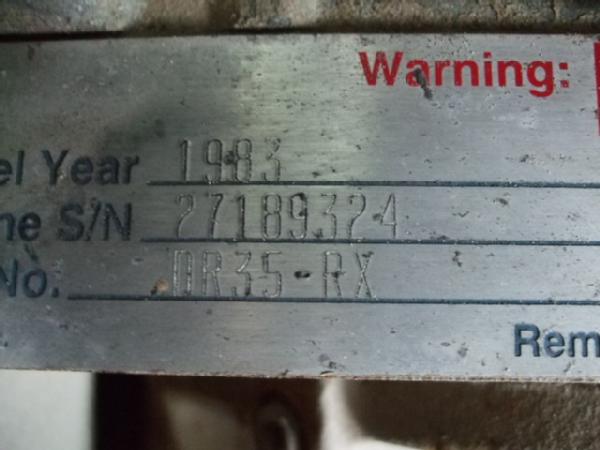 Warning:
el Year 1983
ne S/N 27189324
No. DR35-RX
Rem